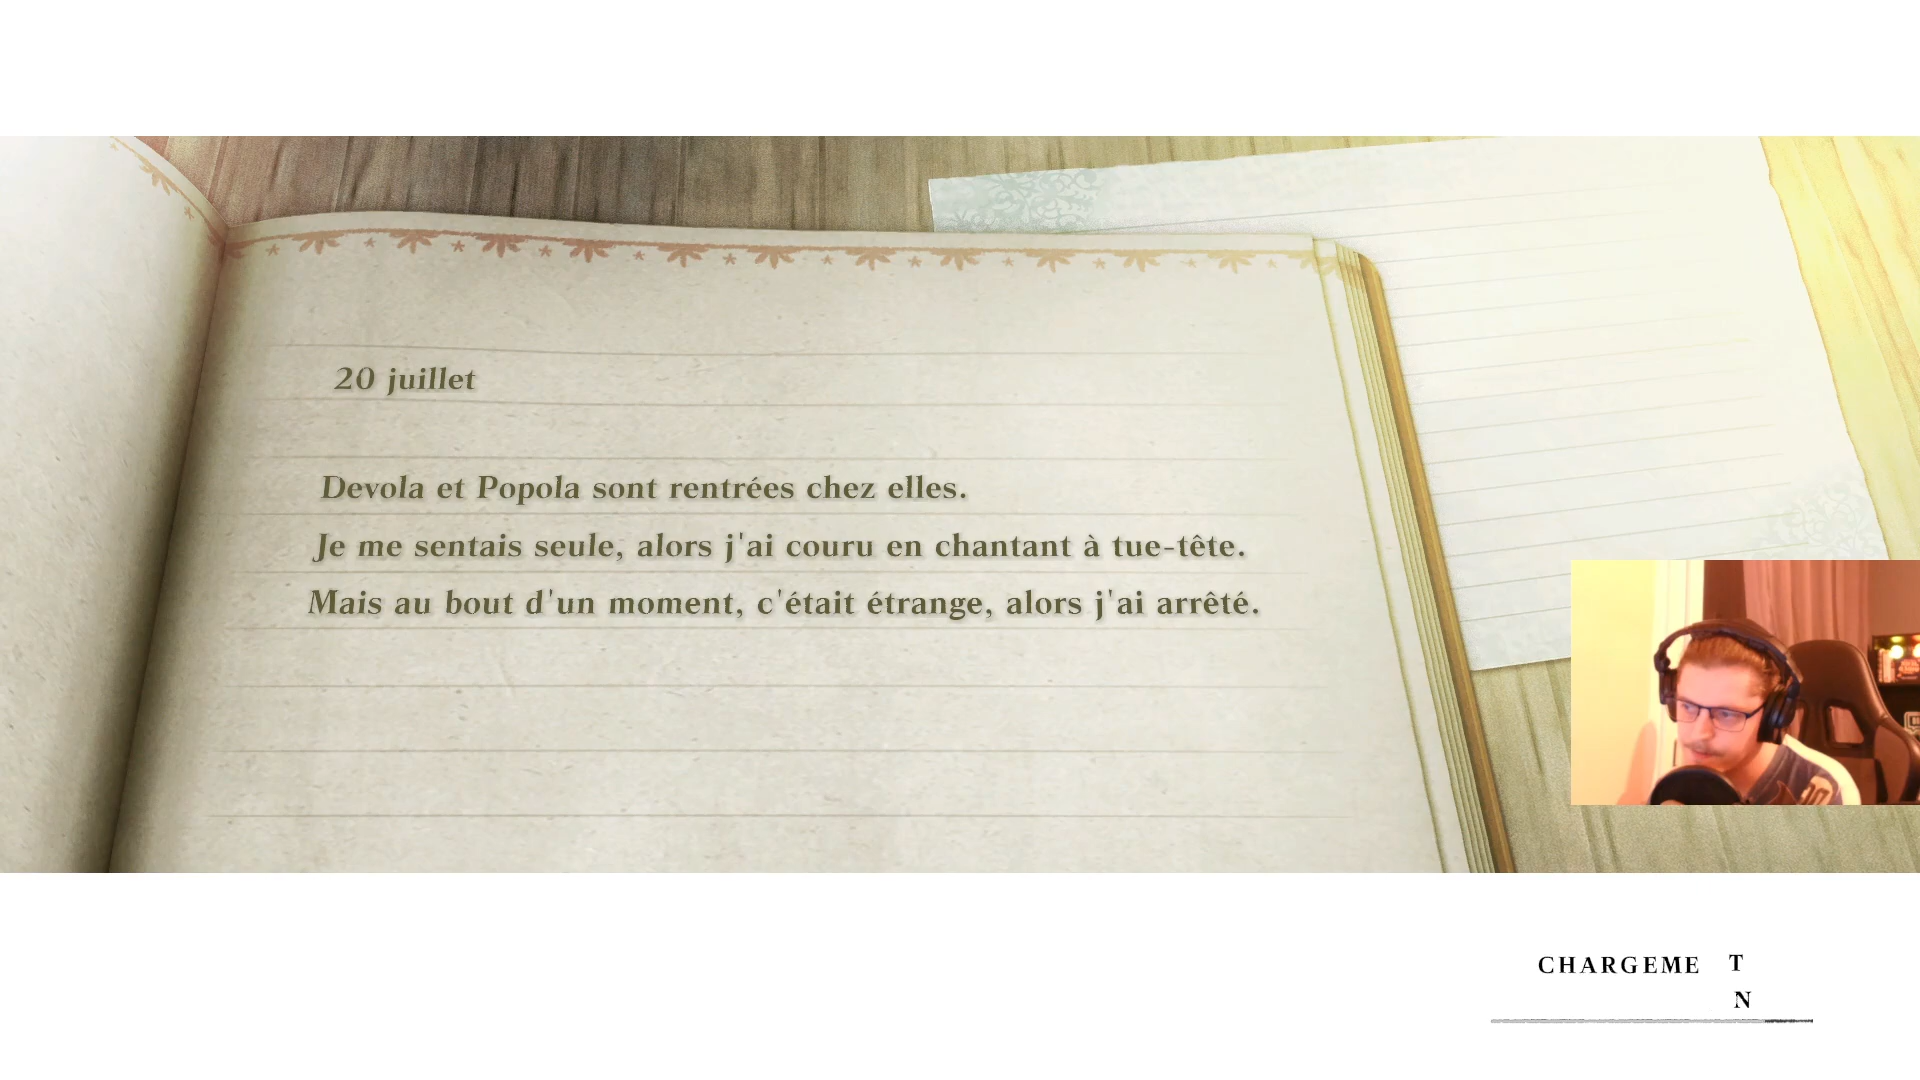 20 juillet
Devola et Popola sont rentrées chez elles.
Je me sentais seule, alors j'ai couru en chantant à tue-tête.
Mais au bout d'un moment, c'était étrange, alors j'ai arrêté.
CHARGEME T
N